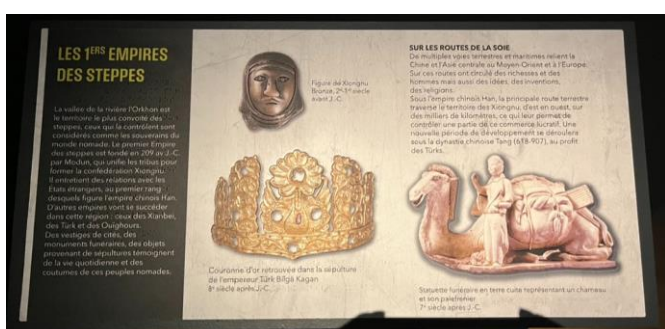 LES 1ERS EMPIRES
DES STEPPES
La vallée de la rivière l'Orkhon est
le territoire le plus convoité des
steppes, ceux qui la contrôlent sont
considérés comme les souverains du
monde nomade. Le premier Empire
des steppes est fondé en 209 av J.-C.
par Modun, qui unifie les tribus pour
former la confédération Xiongnu.
Il entretient des relations avec les
États étrangers, au premier rang
desquels figure l'empire chinois Han.
D'autres empires vont se succéder
dans cette région : ceux des Xianbei,
des Türk et des Ouïghours.
Des vestiges de cités, des
monuments funéraires, des objets
provenant de sépultures témoignent
de la vie quotidienne et des
coutumes de ces peuples nomades.
Figure de Xiongnu
Bronze, 2e-1er siècle
avant J.-C.
Couronne d'or retrouvée dans la sépulture
de l'empereur Türk Bilgä Kagan
8e siècle après J.-C.
SUR LES ROUTES DE LA SOIE
De multiples voies terrestres et maritimes relient la
Chine et l'Asie centrale au Moyen-Orient et à l'Europe.
Sur ces routes ont circulé des richesses et des
hommes mais aussi des idées, des inventions,
des religions.
Sous l'empire chinois Han, la principale route terrestre
traverse le territoire des Xiongnu, d'est en ouest, sur
des milliers de kilomètres, ce qui leur permet de
contrôler une partie de ce commerce lucratif. Une
nouvelle période de développement se déroulera
sous la dynastie chinoise Tang (618-907), au profit
des Türks.
Statuette funéraire en terre cuite représentant un chameau
et son palefrenier
7e siècle après J.-C.